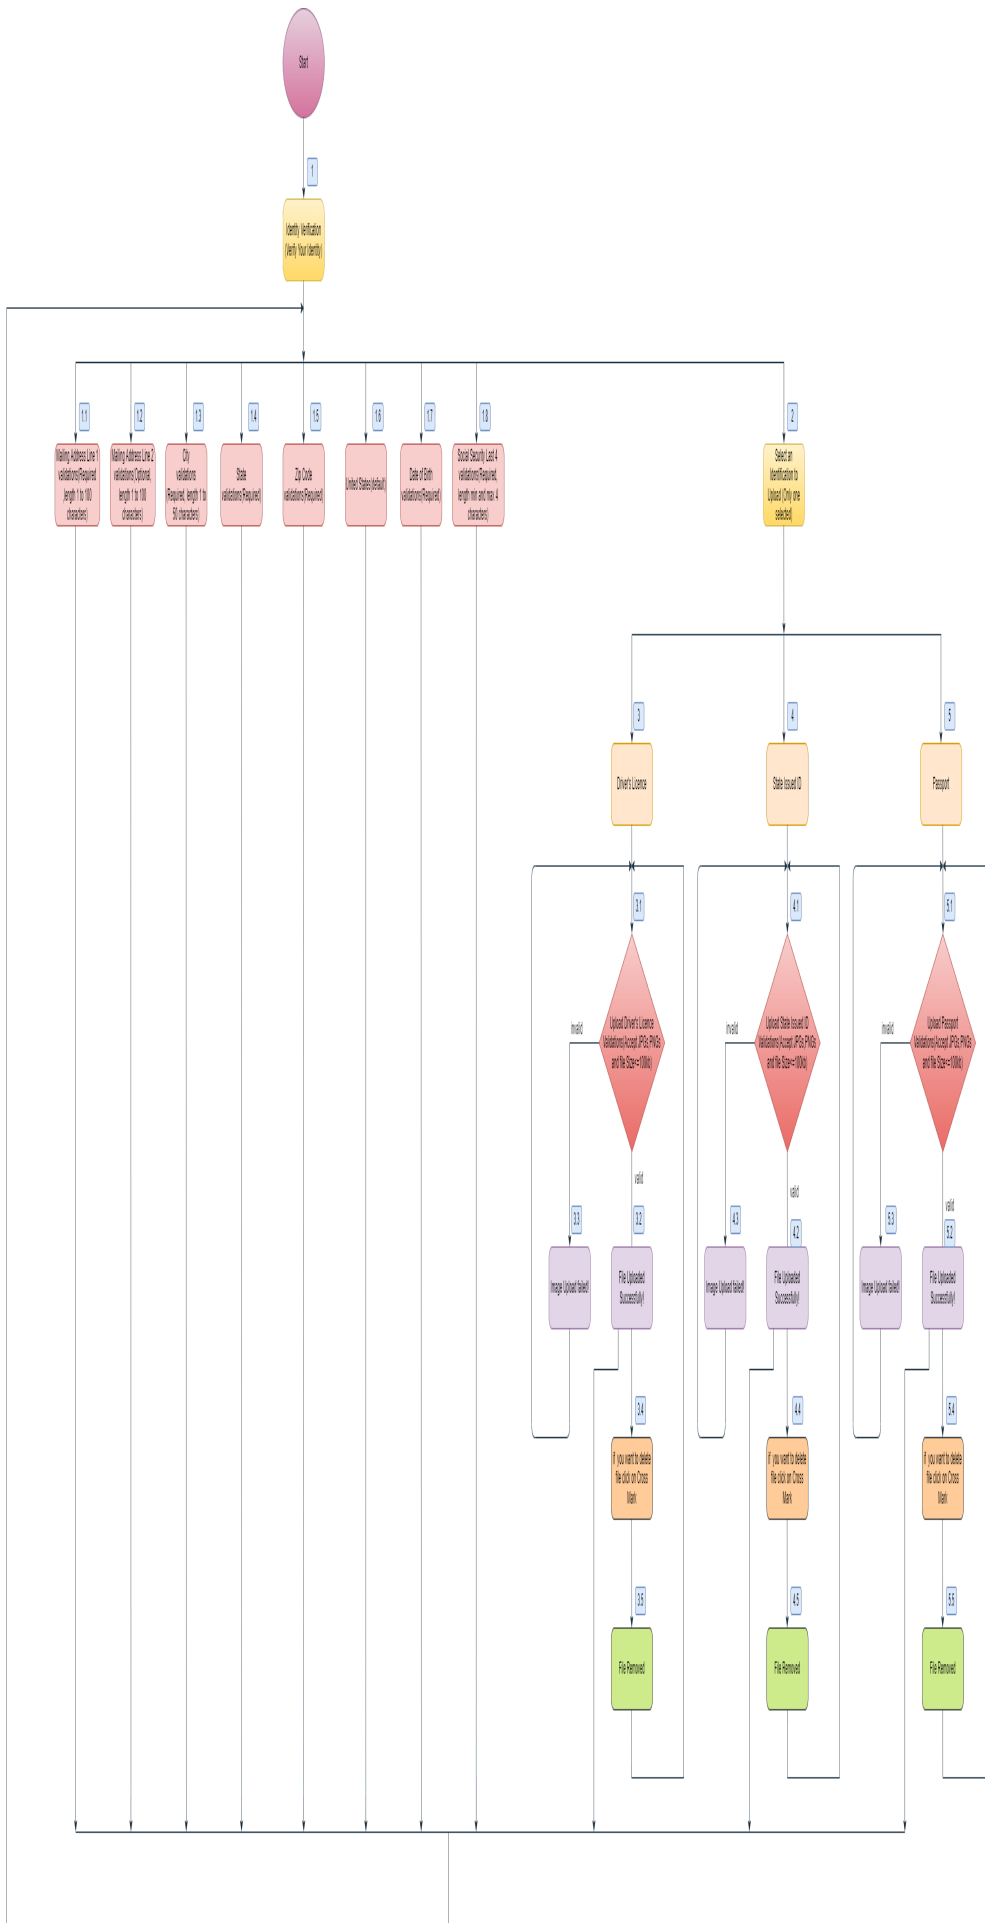 Start
1
Identity Verification
(Verify Your Identity)
1.1
1.2
1.3
1.4
1.5
1.6
1.7
1.8
2
Mailing Address Line 1
validations(Required
length 1 to 100
characters)
Mailing Address Line 2
validations(Optional,
length 1 to 100
characters)
City
validations
(Required, length 1 to
50 characters)
State
validations(Required)
Zip Code
validations(Required)
United States(default)
Date of Birth
validations(Required)
Social Security Last 4
validations(Required,
length min and max 4
characters)
Select an
Identification to
Upload (Only one
selected)
3
4
5
Driver's Licence
State Issued ID
Passport
3.1
4.1
5.1
invalid
Upload Driver's Licence
Validations(Accept JPGs, PNGs
and file Size<=100kb)
invalid
Upload State Issued ID
Validations(Accept JPGs, PNGs
and file Size<=100kb)
invalid
Upload Passport
Validations(Accept JPGs, PNGs
and file Size<=100kb)
valid
valid
valid
3.3
3.2
4.3
4.2
5.3
5.2
Image Upload failed!
File Uploaded
Successfully!
Image Upload failed!
File Uploaded
Successfully!
Image Upload failed!
File Uploaded
Successfully!
3.4
4.4
5.4
if you want to delete
file click on Cross
Mark
if you want to delete
file click on Cross
Mark
if you want to delete
file click on Cross
Mark
3.5
4.5
5.5
File Removed
File Removed
File Removed